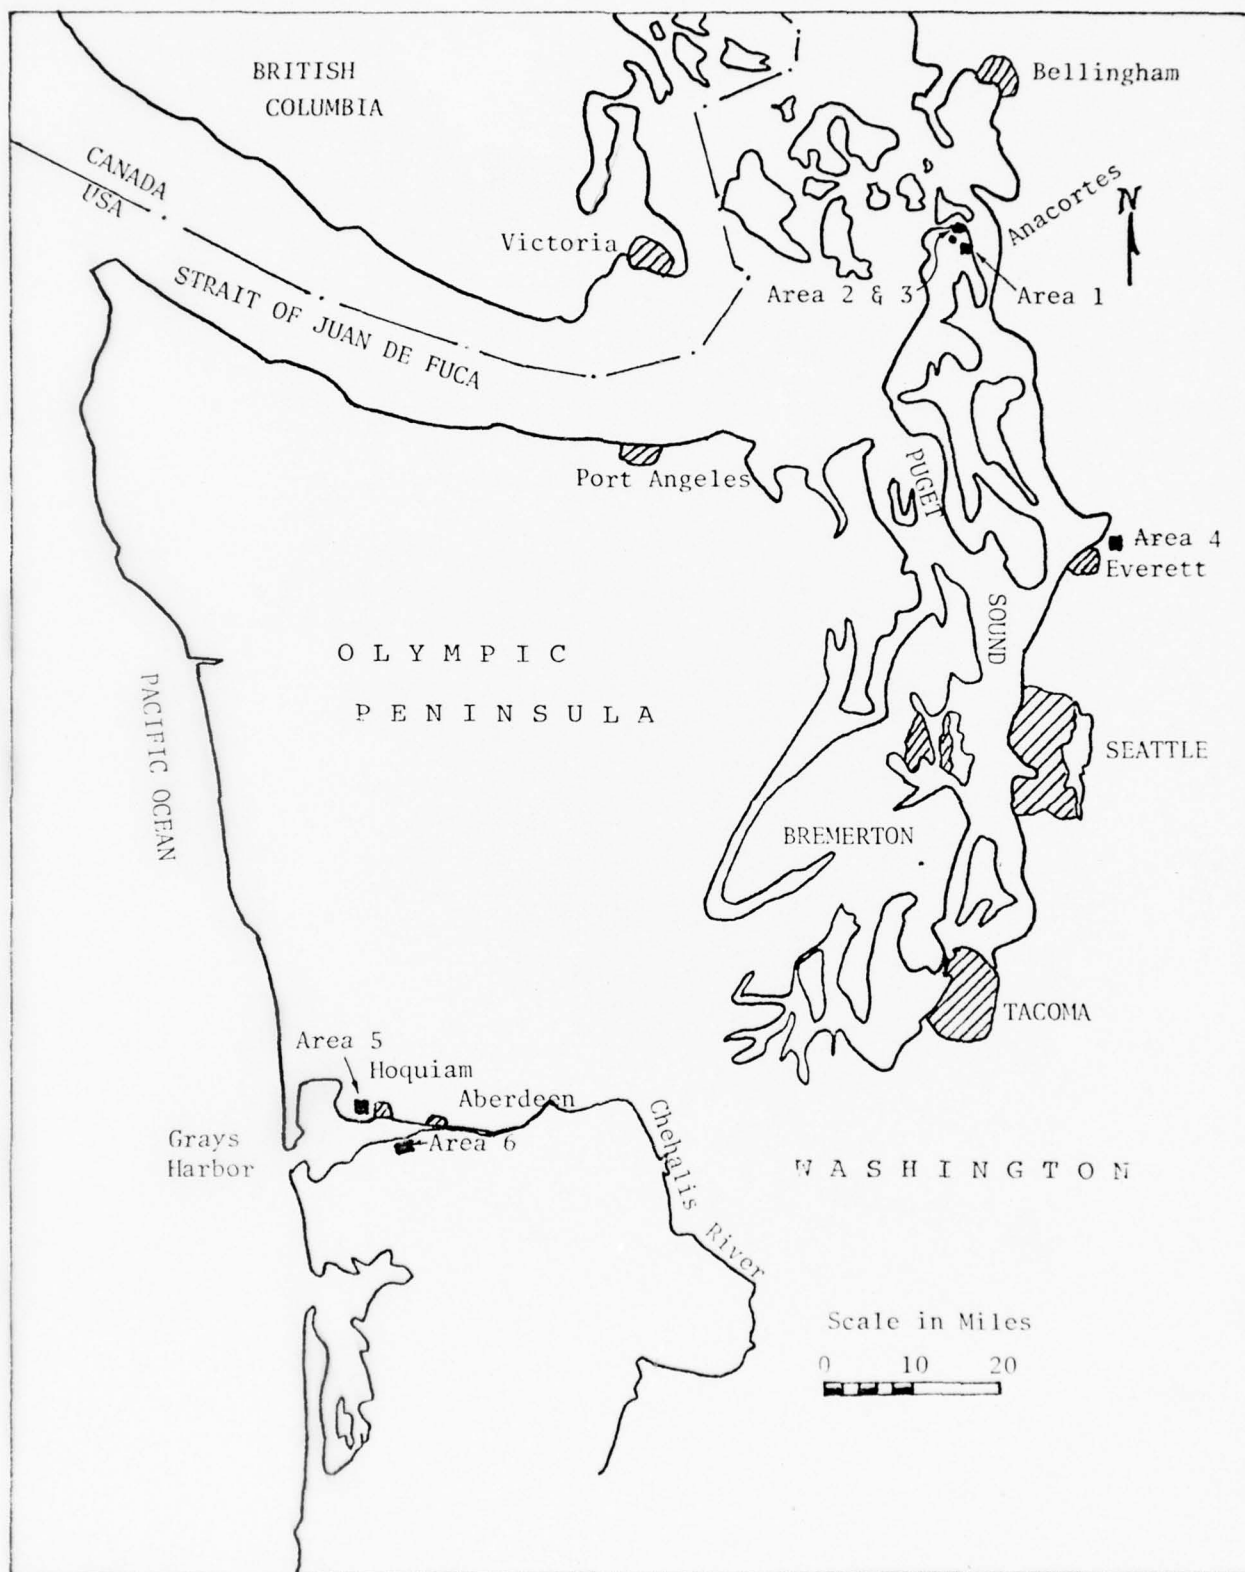 BRITISH
COLUMBIA
Bellingham
CANADA
USA
Anacortes
N
Victoria
STRAIT OF JUAN DE FUCA
Area 2 & 3
Area 1
Port Angeles
PUGET
SOUND
Area 4
Everett
OLYMPIC
PENINSULA
PACIFIC OCEAN
SEATTLE
BREMERTON
TACOMA
Area 5
Hoquiam
Aberdeen
Grays
Harbor
Area 6
Chehalis River
WASHINGTON
Scale in Miles
0 10 20